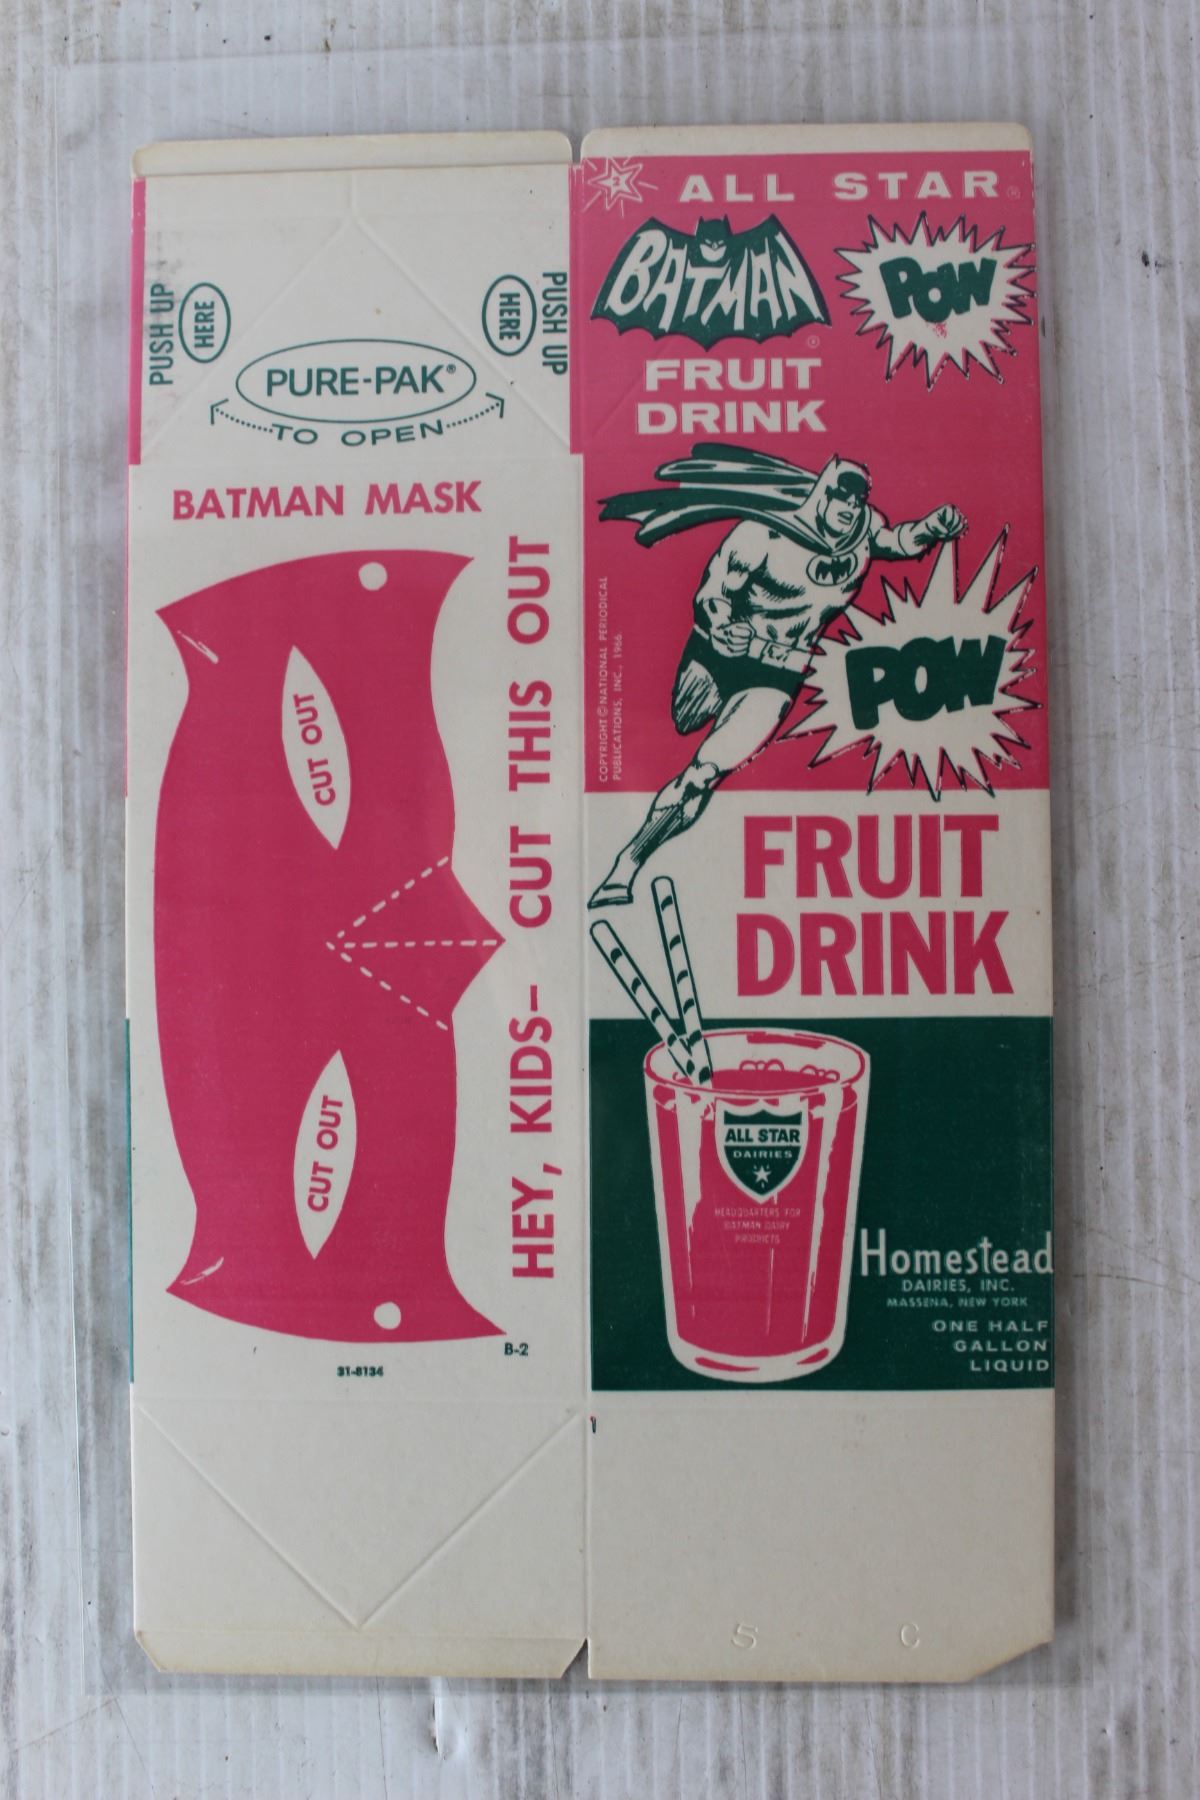 PUSH UP
HERE
PUSH UP
HERE
PURE-PAK®
TO OPEN
BATMAN MASK
CUT OUT
CUT OUT
HEY, KIDS- CUT THIS OUT
B-2
31-8134
ALL STAR®
BATMAN®
POW
FRUIT
DRINK
COPYRIGHT © NATIONAL PERIODICAL
PUBLICATIONS, INC., 1966
POW
FRUIT
DRINK
ALL STAR
DAIRIES
HEADQUARTERS FOR
BATMAN DAIRY
PRODUCTS
Homestead
DAIRIES, INC.
MASSENA, NEW YORK
ONE HALF
GALLON
LIQUID
5 C